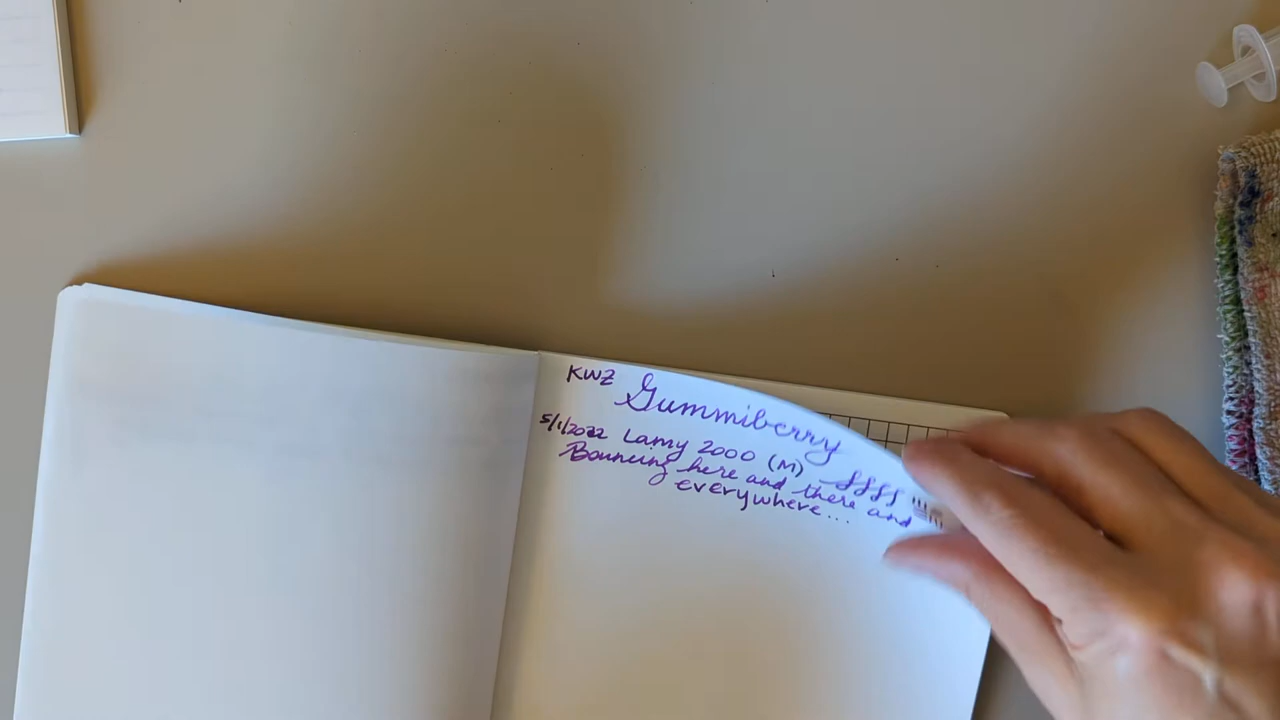 KWZ Gummiberry
5/1/2022 Lamy 2000 (M)
Bouncing here and there and
everywhere...